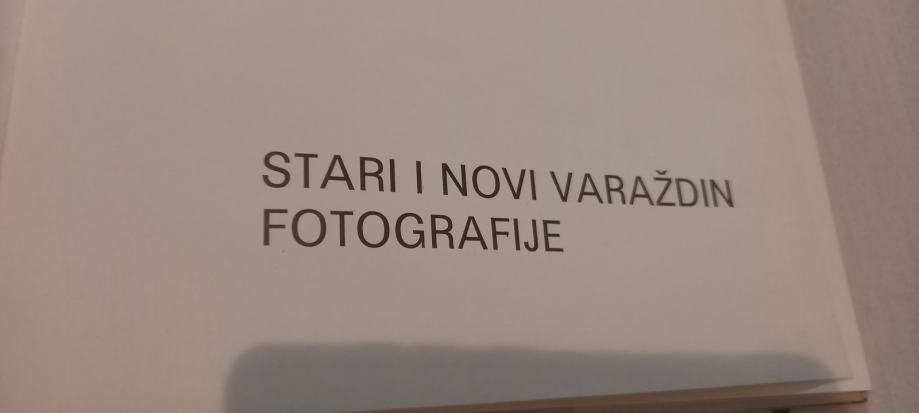 STARI I NOVI VARAŽDIN
FOTOGRAFIJE